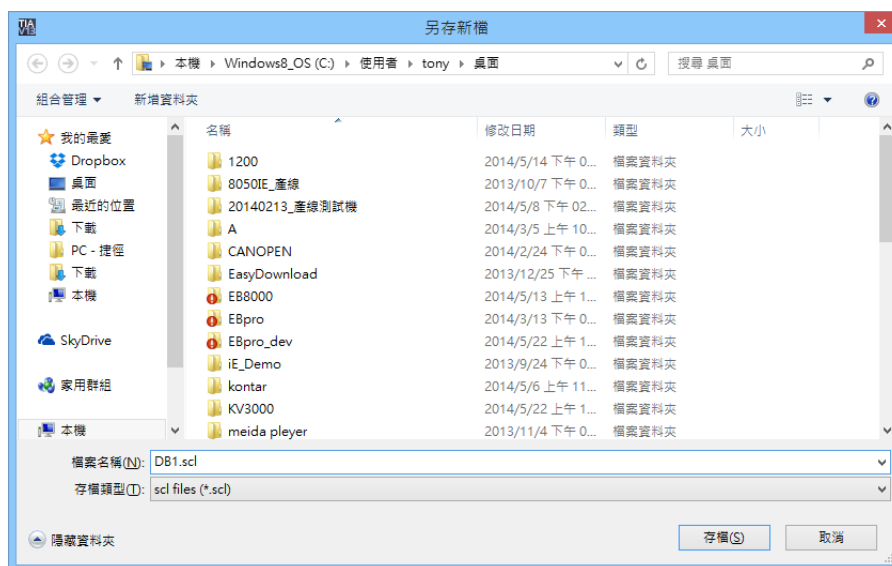 TIA V13 另存新檔
本機 Windows8_OS (C:) 使用者 tony 桌面 搜尋 桌面
組合管理 新增資料夾
我的最愛
Dropbox
桌面
最近的位置
下載
PC - 捷徑
下載
本機
SkyDrive
家用群組
本機
名稱 修改日期 類型 大小
1200 2014/5/14 下午 0... 檔案資料夾
8050IE_產線 2013/10/7 下午 0... 檔案資料夾
20140213_產線測試機 2014/5/8 下午 02... 檔案資料夾
A 2014/3/5 上午 10... 檔案資料夾
CANOPEN 2014/2/24 下午 0... 檔案資料夾
EasyDownload 2013/12/25 下午 ... 檔案資料夾
EB8000 2014/5/13 上午 1... 檔案資料夾
EBpro 2014/3/13 下午 0... 檔案資料夾
EBpro_dev 2014/5/22 上午 1... 檔案資料夾
iE_Demo 2013/9/24 下午 0... 檔案資料夾
kontar 2014/5/6 上午 11... 檔案資料夾
KV3000 2014/5/22 上午 1... 檔案資料夾
meida pleyer 2013/11/4 下午 0... 檔案資料夾
檔案名稱(N): DB1.scl
存檔類型(T): scl files (*.scl)
隱藏資料夾 存檔(S) 取消